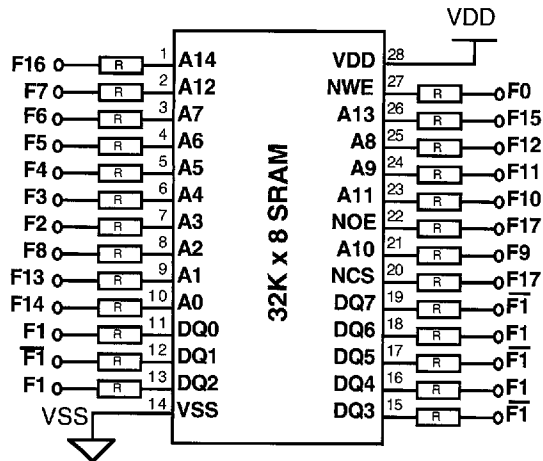 VDD
F16 R 1 A14 VDD 28
F7 R 2 A12 NWE 27 R F0
F6 R 3 A7 A13 26 R F15
F5 R 4 A6 A8 25 R F12
F4 R 5 A5 A9 24 R F11
F3 R 6 A4 A11 23 R F10
F2 R 7 A3 NOE 22 R F17
F8 R 8 A2 A10 21 R F9
F13 R 9 A1 NCS 20 R F17
F14 R 10 A0 DQ7 19 R F1̅
F1 R 11 DQ0 DQ6 18 R F1
F1̅ R 12 DQ1 DQ5 17 R F1̅
F1 R 13 DQ2 DQ4 16 R F1
VSS 14 VSS DQ3 15 R F1̅
32K x 8 SRAM